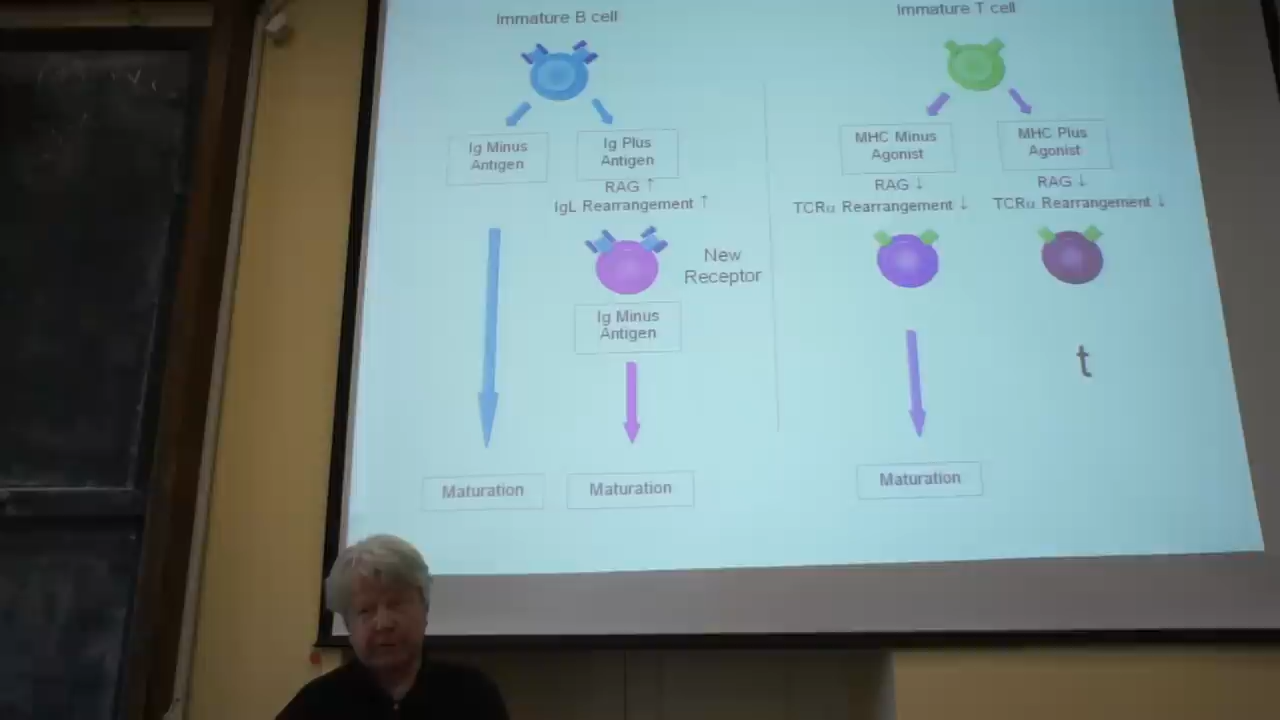 Immature B cell
Ig Minus
Antigen
Ig Plus
Antigen
RAG ↑
IgL Rearrangement ↑
New
Receptor
Ig Minus
Antigen
Maturation
Maturation
Immature T cell
MHC Minus
Agonist
MHC Plus
Agonist
RAG ↓
TCRα Rearrangement ↓
RAG ↓
TCRα Rearrangement ↓
t
Maturation